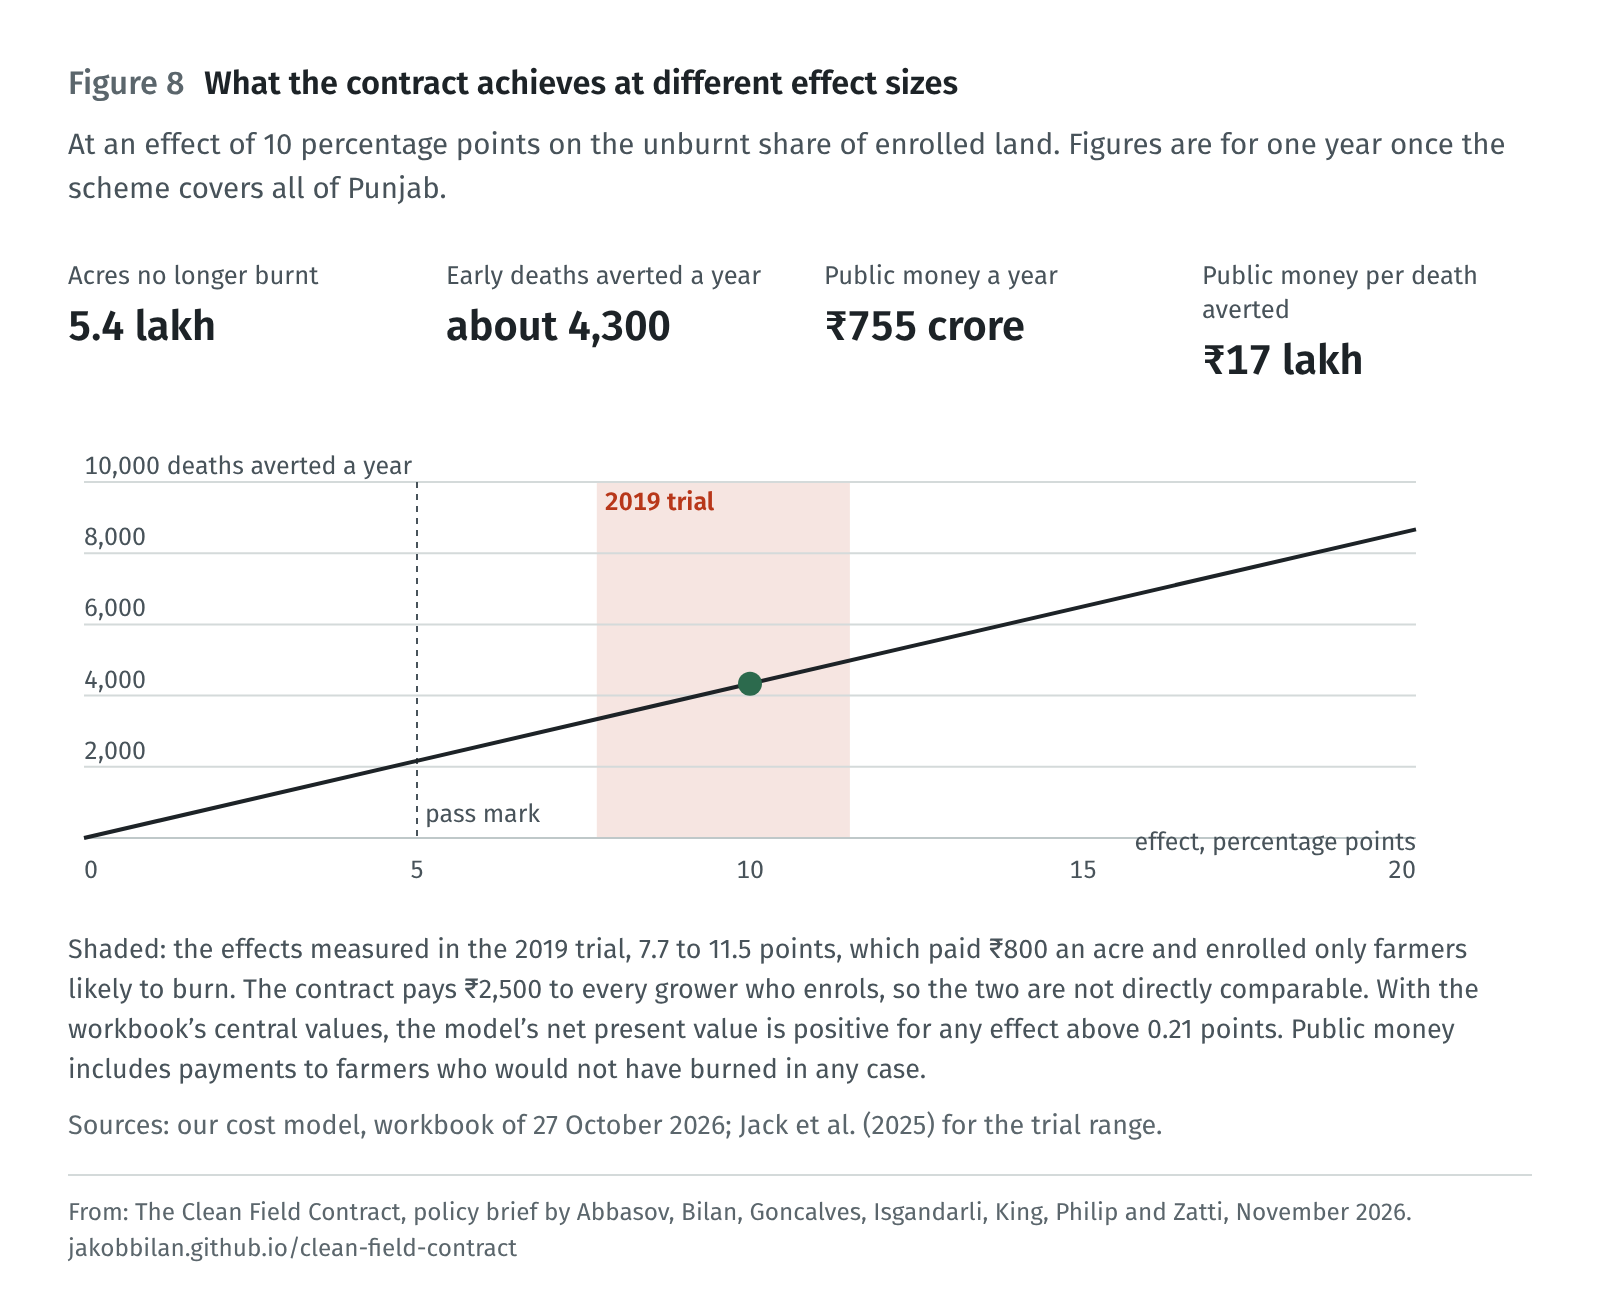 Figure 8 What the contract achieves at different effect sizes
At an effect of 10 percentage points on the unburnt share of enrolled land. Figures are for one year once the
scheme covers all of Punjab.
Acres no longer burnt
5.4 lakh
Early deaths averted a year
about 4,300
Public money a year
₹755 crore
Public money per death
averted
₹17 lakh
10,000 deaths averted a year
2019 trial
8,000
6,000
4,000
2,000
pass mark
effect, percentage points
0 5 10 15 20
Shaded: the effects measured in the 2019 trial, 7.7 to 11.5 points, which paid ₹800 an acre and enrolled only farmers
likely to burn. The contract pays ₹2,500 to every grower who enrols, so the two are not directly comparable. With the
workbook’s central values, the model’s net present value is positive for any effect above 0.21 points. Public money
includes payments to farmers who would not have burned in any case.
Sources: our cost model, workbook of 27 October 2026; Jack et al. (2025) for the trial range.
From: The Clean Field Contract, policy brief by Abbasov, Bilan, Goncalves, Isgandarli, King, Philip and Zatti, November 2026.
jakobbilan.github.io/clean-field-contract